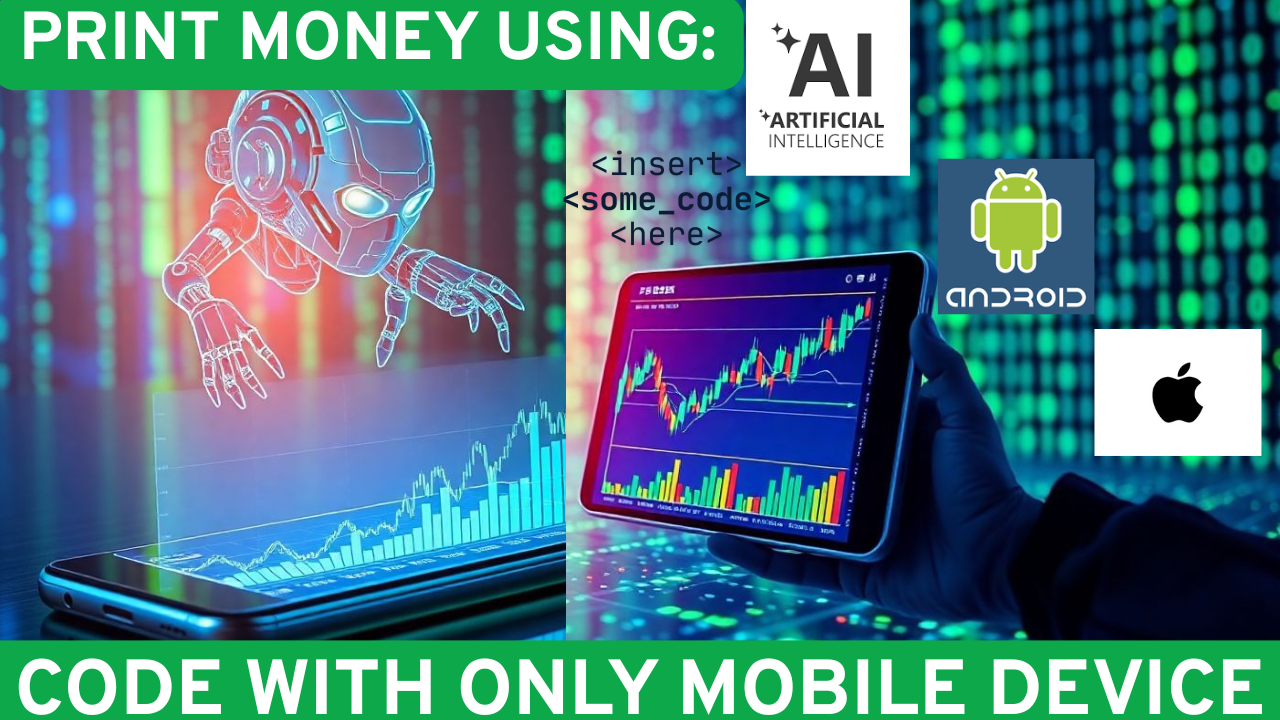 PRINT MONEY USING:
AI
ARTIFICIAL
INTELLIGENCE
<insert>
<some_code>
<here>
ANDROID
CODE WITH ONLY MOBILE DEVICE